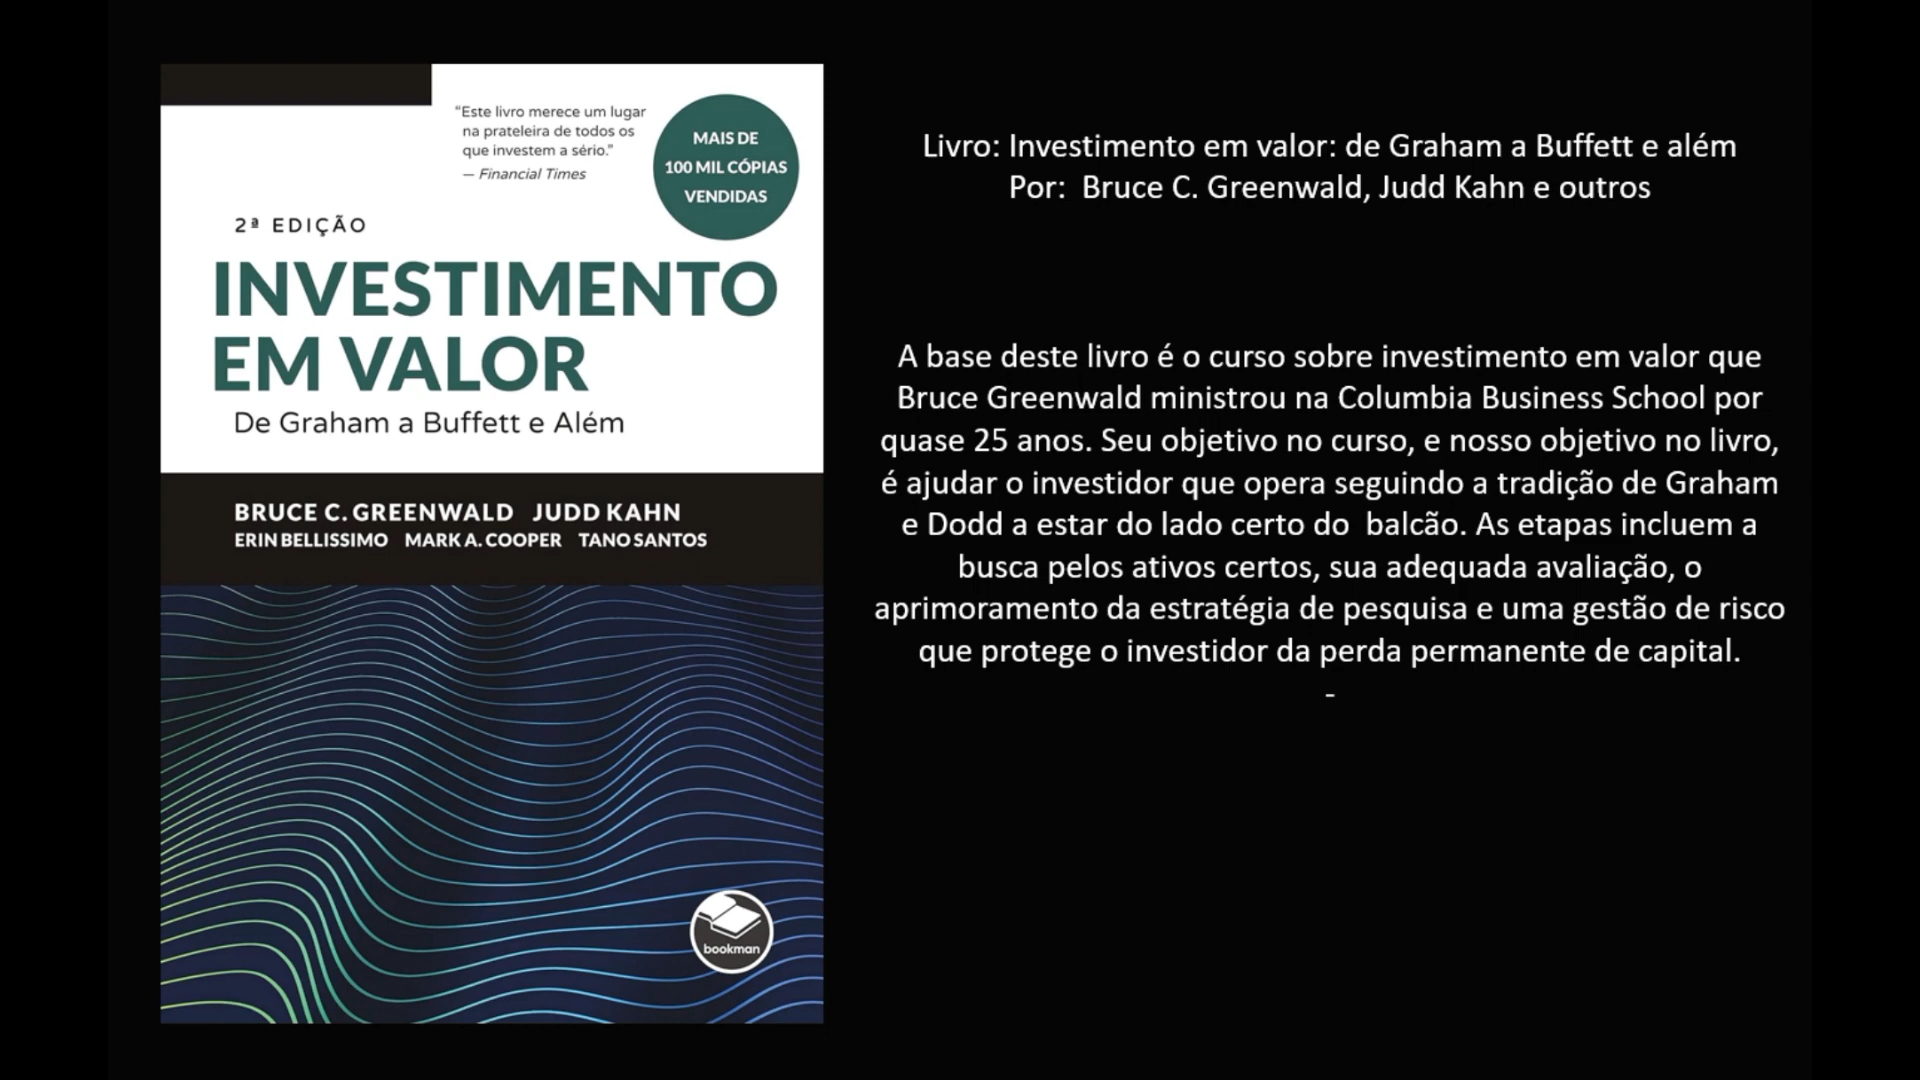 “Este livro merece um lugar
na prateleira de todos os
que investem a sério.”
— Financial Times
MAIS DE
100 MIL CÓPIAS
VENDIDAS
2ª EDIÇÃO
INVESTIMENTO
EM VALOR
De Graham a Buffett e Além
BRUCE C. GREENWALD JUDD KAHN
ERIN BELLISSIMO MARK A. COOPER TANO SANTOS
bookman
Livro: Investimento em valor: de Graham a Buffett e além
Por: Bruce C. Greenwald, Judd Kahn e outros
A base deste livro é o curso sobre investimento em valor que
Bruce Greenwald ministrou na Columbia Business School por
quase 25 anos. Seu objetivo no curso, e nosso objetivo no livro,
é ajudar o investidor que opera seguindo a tradição de Graham
e Dodd a estar do lado certo do balcão. As etapas incluem a
busca pelos ativos certos, sua adequada avaliação, o
aprimoramento da estratégia de pesquisa e uma gestão de risco
que protege o investidor da perda permanente de capital.
-